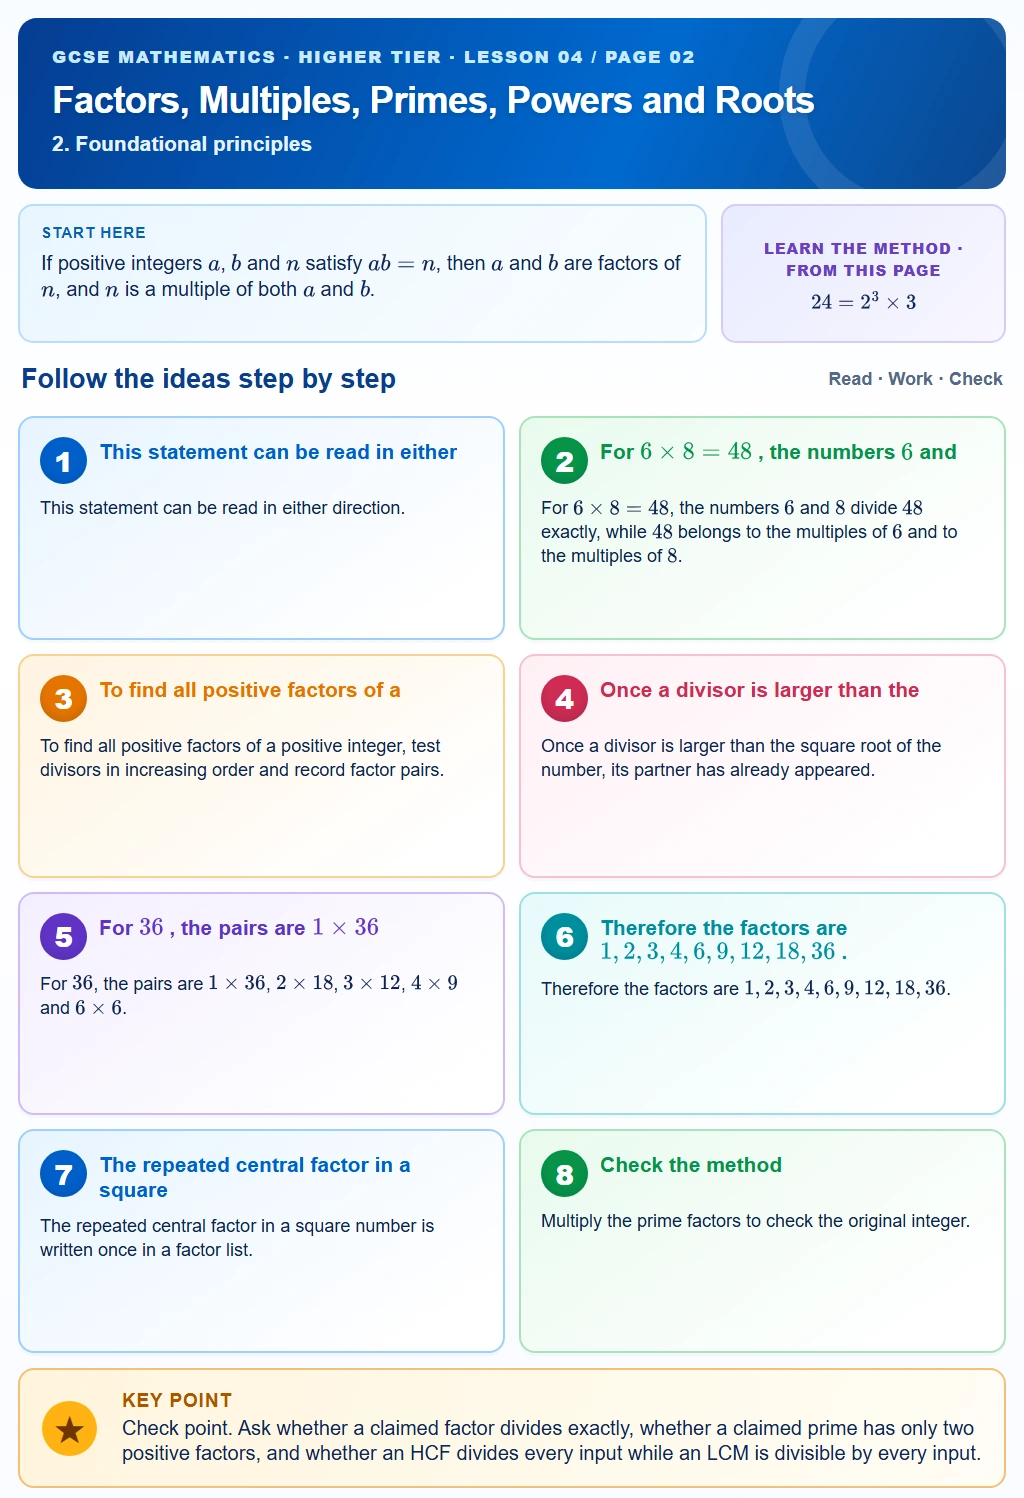 GCSE MATHEMATICS · HIGHER TIER · LESSON 04 / PAGE 02
Factors, Multiples, Primes, Powers and Roots
2. Foundational principles
START HERE
If positive integers a, b and n satisfy ab = n, then a and b are factors of
n, and n is a multiple of both a and b.
LEARN THE METHOD ·
FROM THIS PAGE
24 = 2³ × 3
Follow the ideas step by step
Read · Work · Check
1
This statement can be read in either
This statement can be read in either direction.
2
For 6 × 8 = 48 , the numbers 6 and
For 6 × 8 = 48, the numbers 6 and 8 divide 48
exactly, while 48 belongs to the multiples of 6 and to
the multiples of 8.
3
To find all positive factors of a
To find all positive factors of a positive integer, test
divisors in increasing order and record factor pairs.
4
Once a divisor is larger than the
Once a divisor is larger than the square root of the
number, its partner has already appeared.
5
For 36 , the pairs are 1 × 36
For 36, the pairs are 1 × 36, 2 × 18, 3 × 12, 4 × 9
and 6 × 6.
6
Therefore the factors are
1, 2, 3, 4, 6, 9, 12, 18, 36 .
Therefore the factors are 1, 2, 3, 4, 6, 9, 12, 18, 36.
7
The repeated central factor in a
square
The repeated central factor in a square number is
written once in a factor list.
8
Check the method
Multiply the prime factors to check the original integer.
KEY POINT
Check point. Ask whether a claimed factor divides exactly, whether a claimed prime has only two
positive factors, and whether an HCF divides every input while an LCM is divisible by every input.